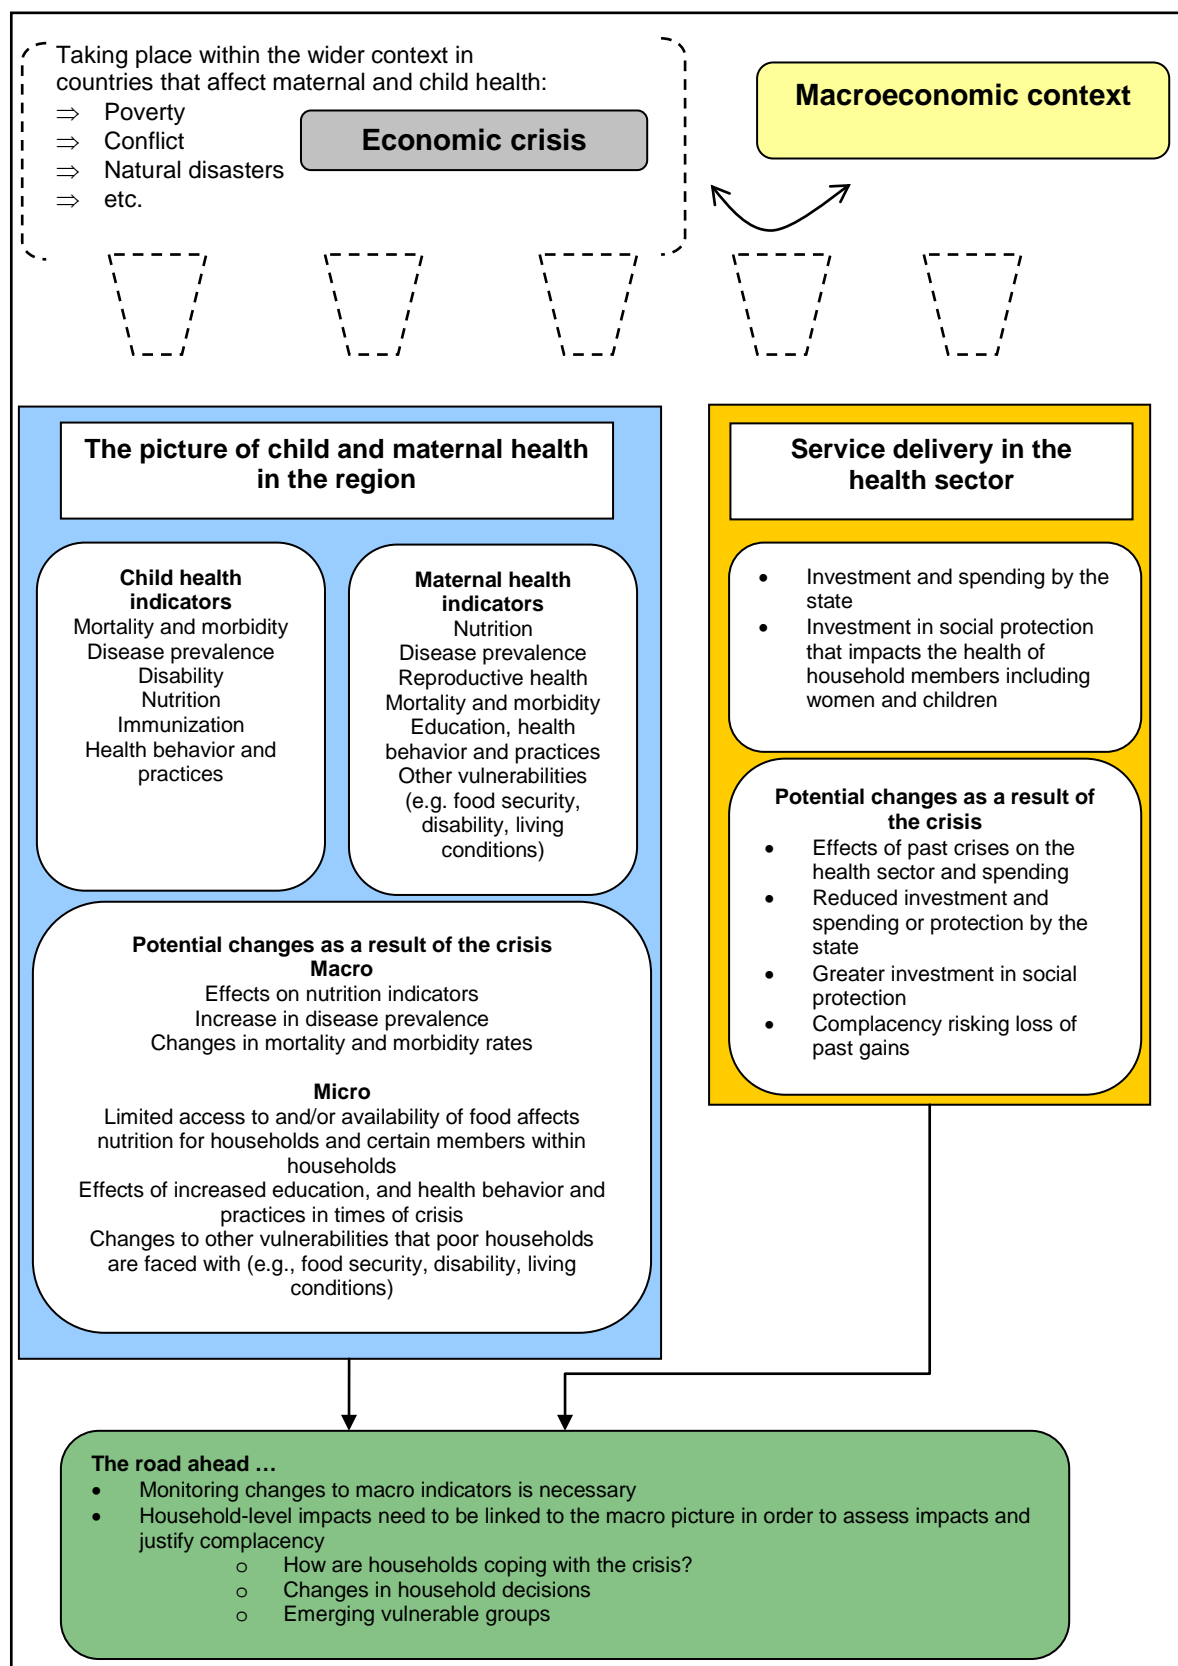 Taking place within the wider context in
countries that affect maternal and child health:
⇒ Poverty
⇒ Conflict
⇒ Natural disasters
⇒ etc.
Economic crisis
Macroeconomic context
The picture of child and maternal health
in the region
Child health
indicators
Mortality and morbidity
Disease prevalence
Disability
Nutrition
Immunization
Health behavior and
practices
Maternal health
indicators
Nutrition
Disease prevalence
Reproductive health
Mortality and morbidity
Education, health
behavior and practices
Other vulnerabilities
(e.g. food security,
disability, living
conditions)
Potential changes as a result of the crisis
Macro
Effects on nutrition indicators
Increase in disease prevalence
Changes in mortality and morbidity rates
Micro
Limited access to and/or availability of food affects
nutrition for households and certain members within
households
Effects of increased education, and health behavior and
practices in times of crisis
Changes to other vulnerabilities that poor households
are faced with (e.g., food security, disability, living
conditions)
Service delivery in the
health sector
• Investment and spending by the
state
• Investment in social protection
that impacts the health of
household members including
women and children
Potential changes as a result of
the crisis
• Effects of past crises on the
health sector and spending
• Reduced investment and
spending or protection by the
state
• Greater investment in social
protection
• Complacency risking loss of
past gains
The road ahead …
• Monitoring changes to macro indicators is necessary
• Household-level impacts need to be linked to the macro picture in order to assess impacts and
justify complacency
o How are households coping with the crisis?
o Changes in household decisions
o Emerging vulnerable groups